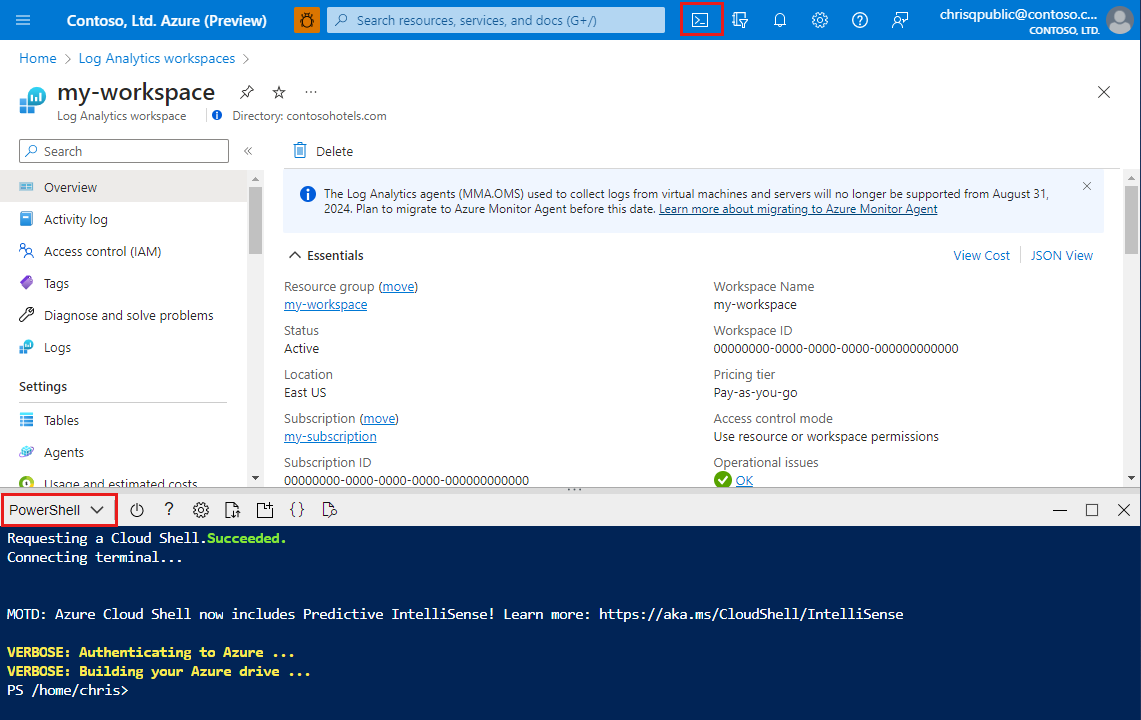 Contoso, Ltd. Azure (Preview)
Search resources, services, and docs (G+/)
chrisqpublic@contoso.c...
CONTOSO, LTD.
Home > Log Analytics workspaces >
my-workspace
Log Analytics workspace
Directory: contosohotels.com
Search
Delete
Overview
Activity log
Access control (IAM)
Tags
Diagnose and solve problems
Logs
Settings
Tables
Agents
Usage and estimated costs
The Log Analytics agents (MMA.OMS) used to collect logs from virtual machines and servers will no longer be supported from August 31,
2024. Plan to migrate to Azure Monitor Agent before this date. Learn more about migrating to Azure Monitor Agent
Essentials
View Cost
JSON View
Resource group (move)
my-workspace
Status
Active
Location
East US
Subscription (move)
my-subscription
Subscription ID
00000000-0000-0000-0000-000000000000
Workspace Name
my-workspace
Workspace ID
00000000-0000-0000-0000-000000000000
Pricing tier
Pay-as-you-go
Access control mode
Use resource or workspace permissions
Operational issues
OK
PowerShell
Requesting a Cloud Shell.Succeeded.
Connecting terminal...
MOTD: Azure Cloud Shell now includes Predictive IntelliSense! Learn more: https://aka.ms/CloudShell/IntelliSense
VERBOSE: Authenticating to Azure ...
VERBOSE: Building your Azure drive ...
PS /home/chris>